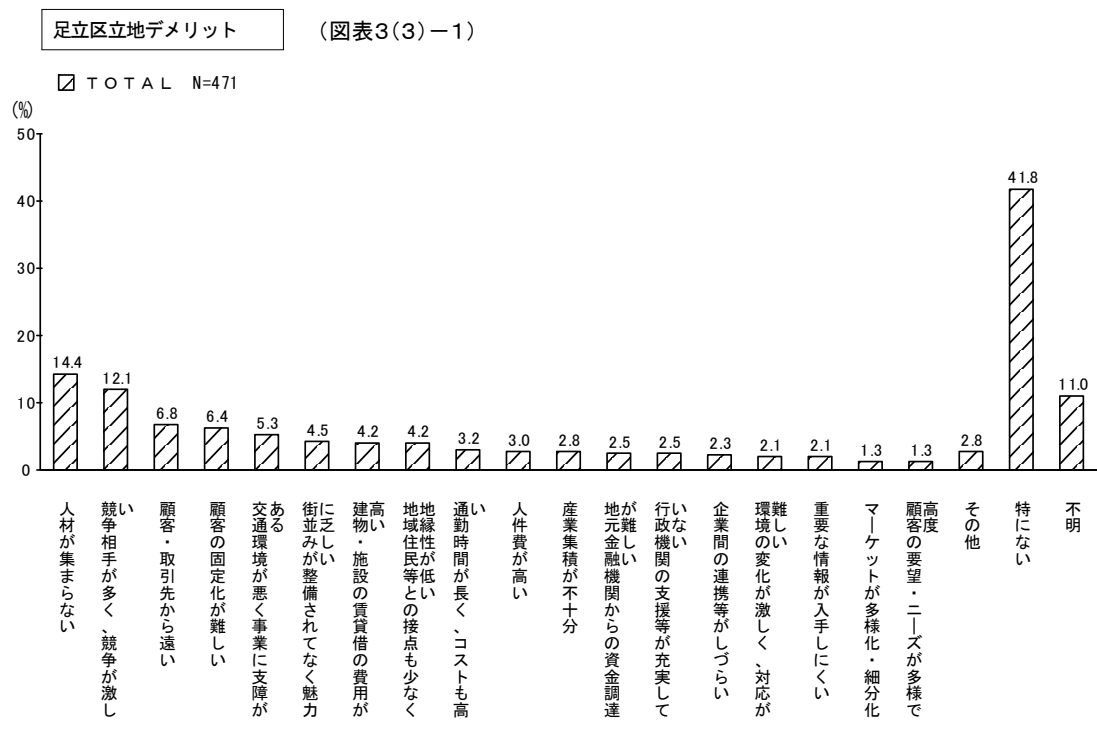 足立区立地デメリット
（図表3(3)－1）
ＴＯＴＡＬ N=471
(%)
50
40
30
20
10
0
14.4
12.1
6.8
6.4
5.3
4.5
4.2
4.2
3.2
3.0
2.8
2.5
2.5
2.3
2.1
2.1
1.3
1.3
2.8
41.8
11.0
人材が集まらない
競争相手が多く、競争が激し
い
顧客・取引先から遠い
顧客の固定化が難しい
交通環境が悪く事業に支障が
ある
街並みが整備されてなく魅力
に乏しい
建物・施設の賃貸借の費用が
高い
地域住民等との接点も少なく
地縁性が低い
通勤時間が長く、コストも高
い
人件費が高い
産業集積が不十分
地元金融機関からの資金調達
が難しい
行政機関の支援等が充実して
いない
企業間の連携等がしづらい
環境の変化が激しく、対応が
難しい
重要な情報が入手しにくい
マーケットが多様化・細分化
顧客の要望・ニーズが多様で
高度
その他
特にない
不明